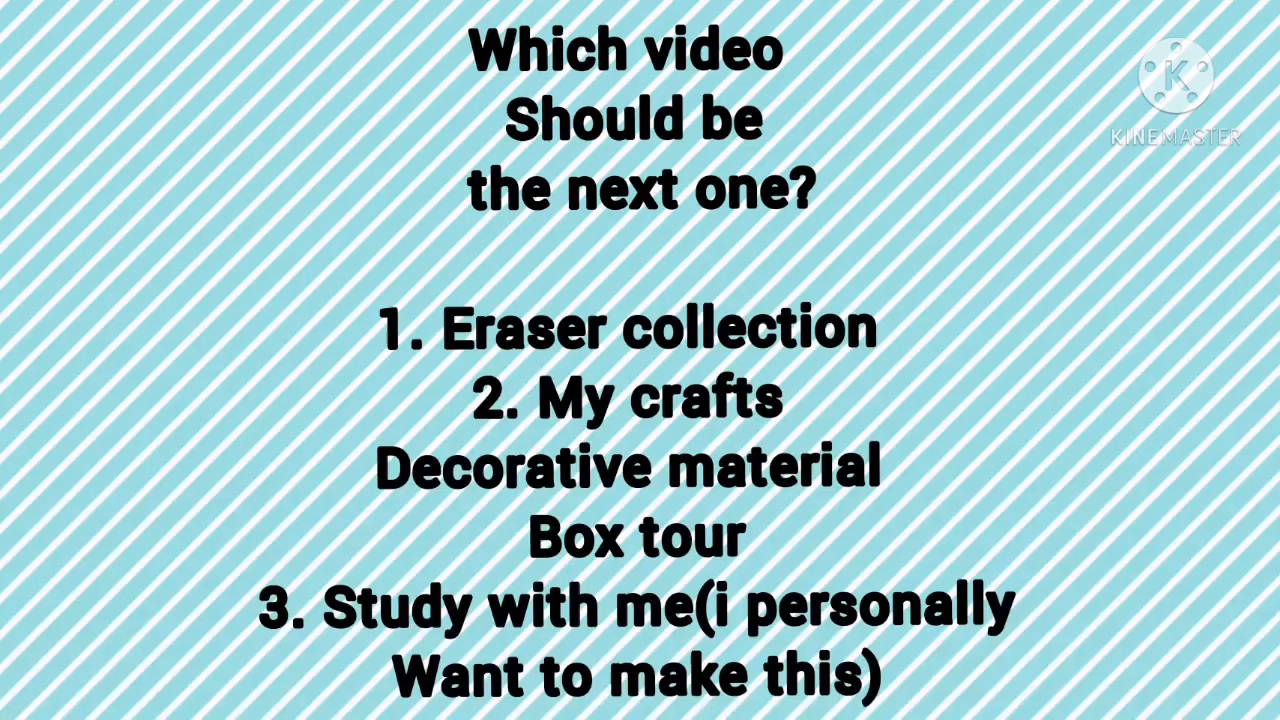 Which video
Should be
the next one?
1. Eraser collection
2. My crafts
Decorative material
Box tour
3. Study with me(i personally
Want to make this)
K
KINEMASTER